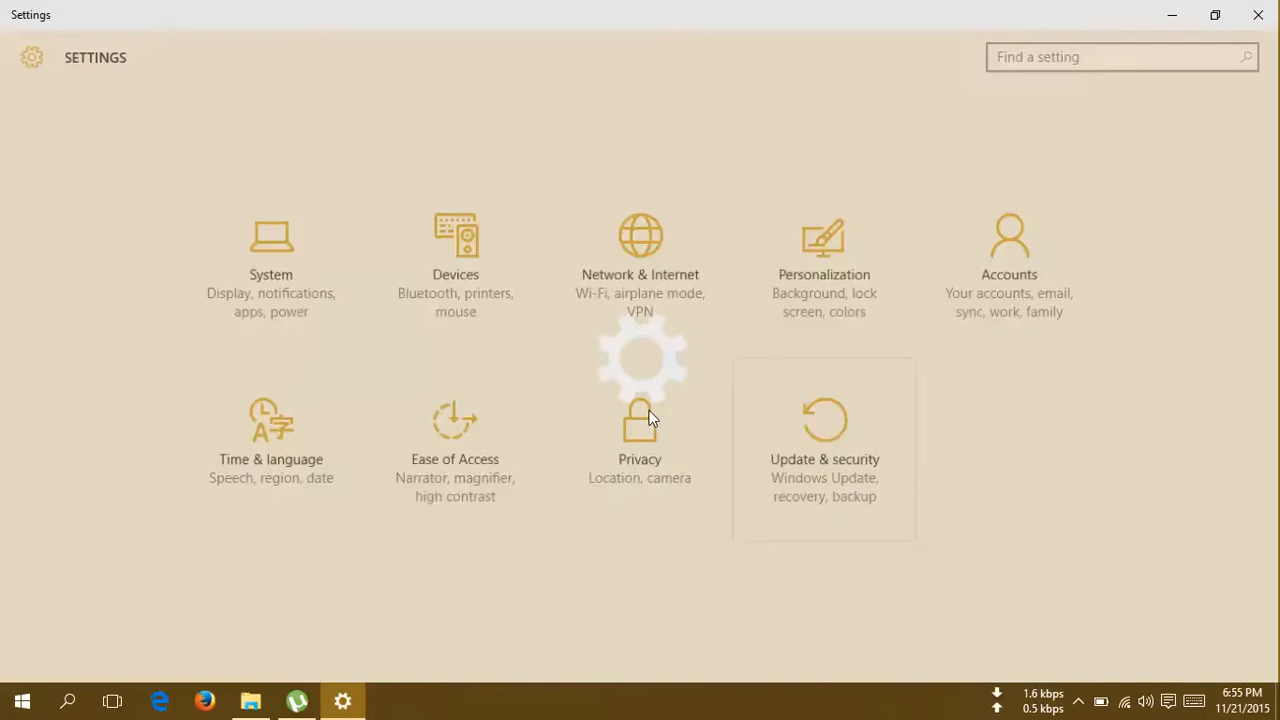 Settings
SETTINGS
Find a setting
System
Display, notifications,
apps, power
Devices
Bluetooth, printers,
mouse
Network & Internet
Wi-Fi, airplane mode,
VPN
Personalization
Background, lock
screen, colors
Accounts
Your accounts, email,
sync, work, family
Time & language
Speech, region, date
Ease of Access
Narrator, magnifier,
high contrast
Privacy
Location, camera
Update & security
Windows Update,
recovery, backup
1.6 kbps
0.5 kbps
6:55 PM
11/21/2015